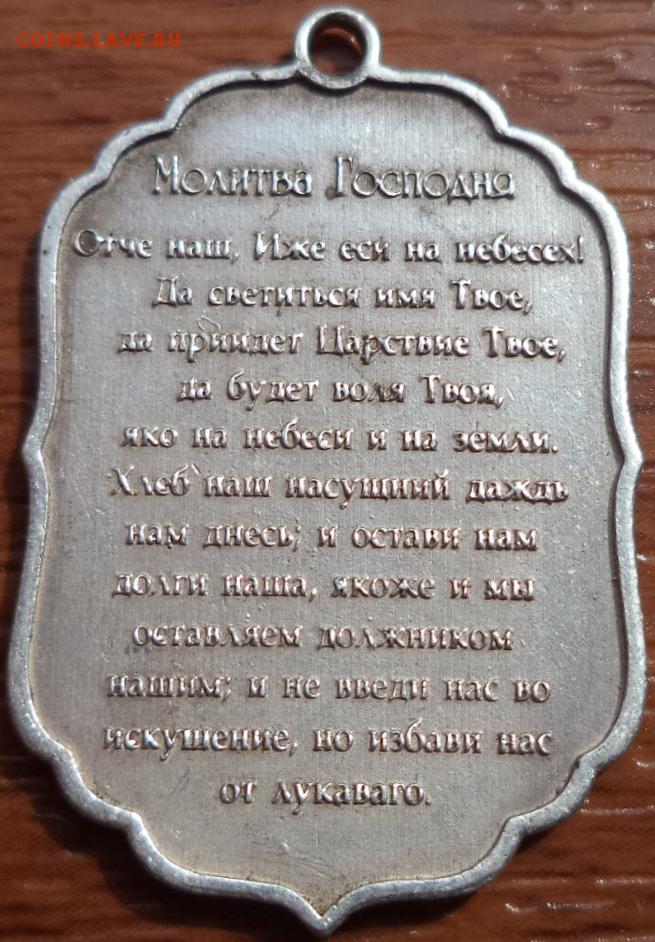 COINS.LAVE.RU
Молитва Господня
Отче наш, Иже еси на небесех!
Да светиться имя Твое,
да приидет Царствие Твое,
да будет воля Твоя,
яко на небеси и на земли.
Хлеб наш насущний даждь
нам днесь; и остави нам
долги наша, якоже и мы
оставляем должником
нашим; и не введи нас во
искушение, но избави нас
от лукаваго.